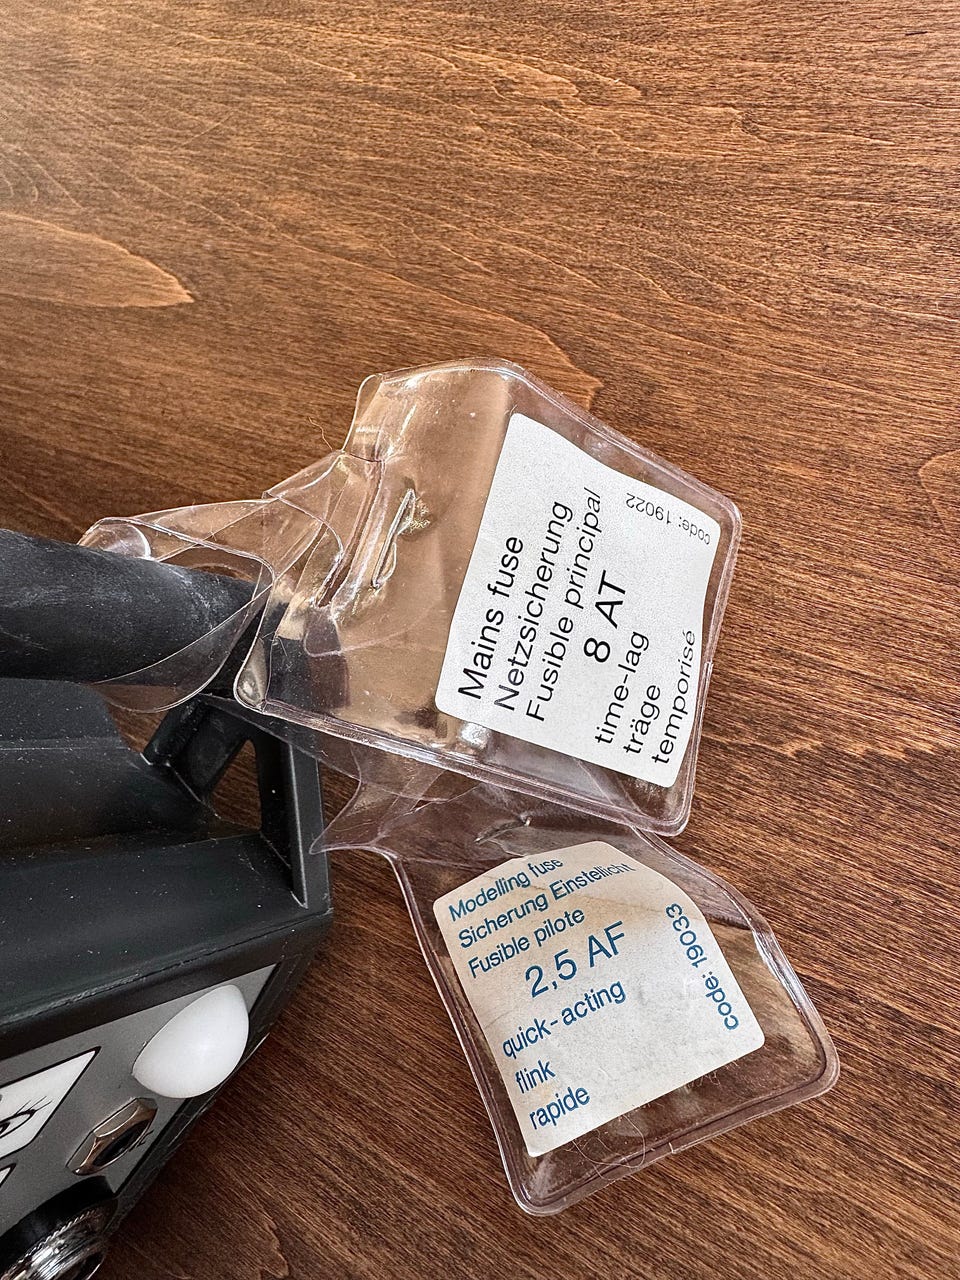 Mains fuse
Netzsicherung
Fusible principal
8 AT
time-lag
träge
temporisé
code: 19022
Modelling fuse
Sicherung Einstellicht
Fusible pilote
2,5 AF
quick-acting
flink
rapide
code: 19033